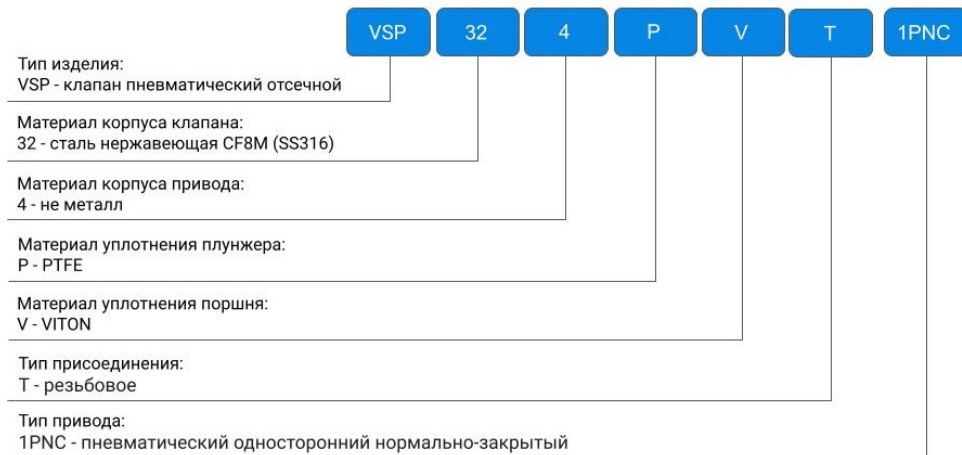 VSP 32 4 P V T 1PNC
Тип изделия:
VSP - клапан пневматический отсечной
Материал корпуса клапана:
32 - сталь нержавеющая CF8M (SS316)
Материал корпуса привода:
4 - не металл
Материал уплотнения плунжера:
P - PTFE
Материал уплотнения поршня:
V - VITON
Тип присоединения:
T - резьбовое
Тип привода:
1PNC - пневматический односторонний нормально-закрытый